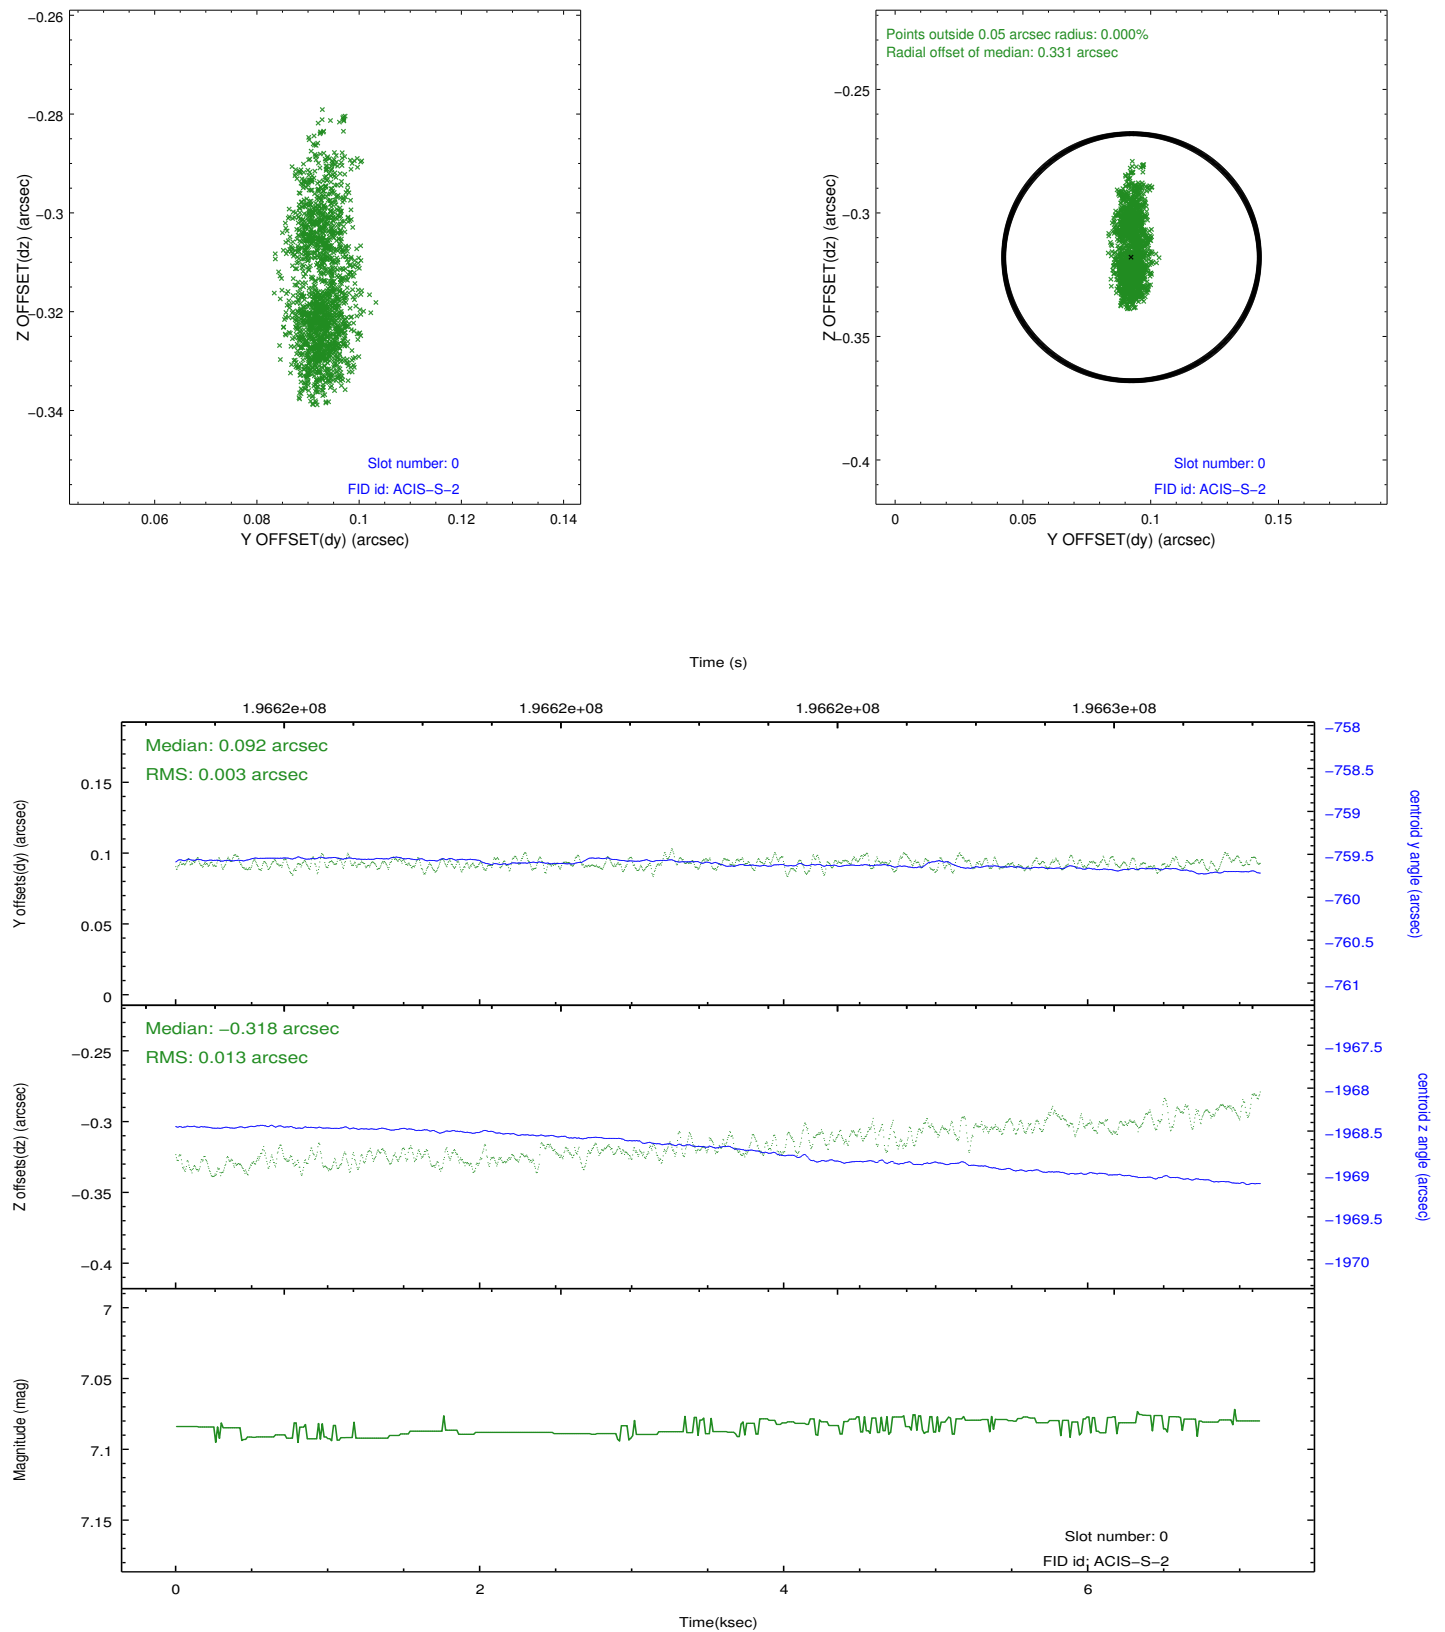 −0.26
−0.28
−0.3
−0.32
−0.34
Z OFFSET(dz) (arcsec)
Slot number: 0
FID id: ACIS−S−2
0.06
0.08
0.1
0.12
0.14
Y OFFSET(dy) (arcsec)
Points outside 0.05 arcsec radius: 0.000%
Radial offset of median: 0.331 arcsec
−0.25
−0.3
−0.35
−0.4
Z OFFSET(dz) (arcsec)
Slot number: 0
FID id: ACIS−S−2
0
0.05
0.1
0.15
Y OFFSET(dy) (arcsec)
Time (s)
1.9662e+08
1.9662e+08
1.9662e+08
1.9663e+08
Median: 0.092 arcsec
RMS: 0.003 arcsec
0.15
0.1
0.05
0
Y offsets(dy) (arcsec)
−758
−758.5
−759
−759.5
−760
−760.5
−761
centroid y angle (arcsec)
Median: −0.318 arcsec
RMS: 0.013 arcsec
−0.25
−0.3
−0.35
−0.4
Z offsets(dz) (arcsec)
−1967.5
−1968
−1968.5
−1969
−1969.5
−1970
centroid z angle (arcsec)
7
7.05
7.1
7.15
Magnitude (mag)
Slot number: 0
FID id: ACIS−S−2
0
2
4
6
Time(ksec)